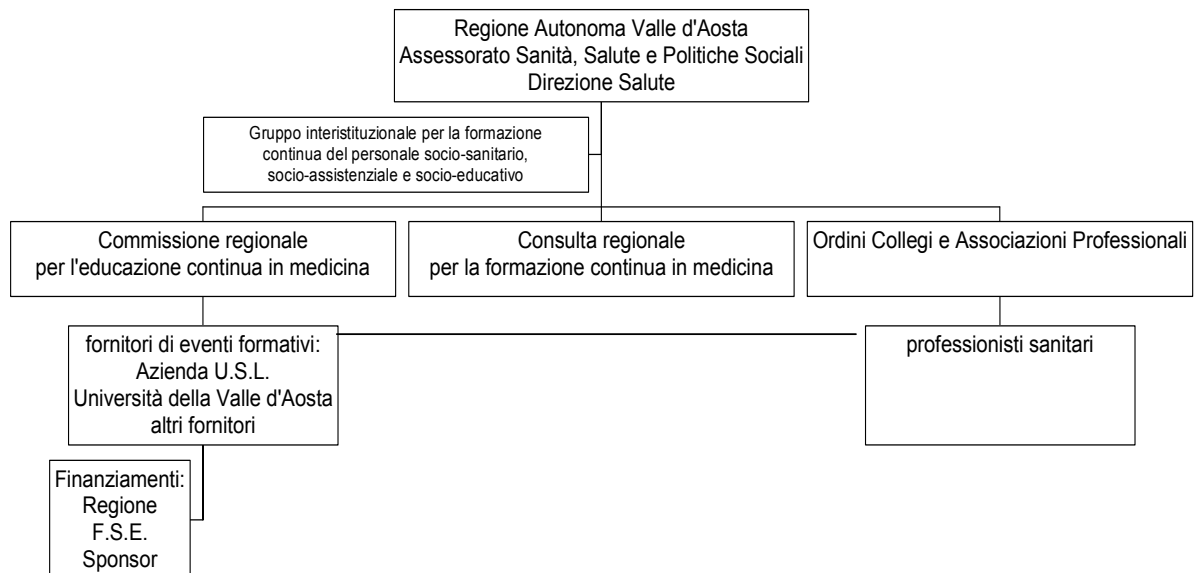 Regione Autonoma Valle d'Aosta
Assessorato Sanità, Salute e Politiche Sociali
Direzione Salute
Gruppo interistituzionale per la formazione
continua del personale socio-sanitario,
socio-assistenziale e socio-educativo
Commissione regionale
per l'educazione continua in medicina
Consulta regionale
per la formazione continua in medicina
Ordini Collegi e Associazioni Professionali
fornitori di eventi formativi:
Azienda U.S.L.
Università della Valle d'Aosta
altri fornitori
professionisti sanitari
Finanziamenti:
Regione
F.S.E.
Sponsor